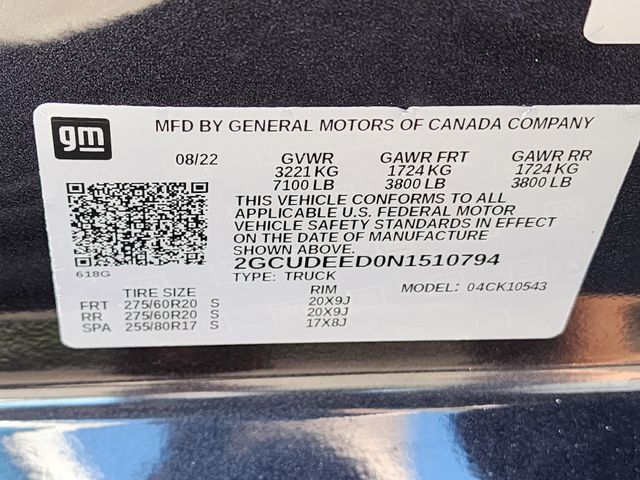 gm
MFD BY GENERAL MOTORS OF CANADA COMPANY
08/22 GVWR GAWR FRT GAWR RR
3221 KG 1724 KG 1724 KG
7100 LB 3800 LB 3800 LB
THIS VEHICLE CONFORMS TO ALL
APPLICABLE U.S. FEDERAL MOTOR
VEHICLE SAFETY STANDARDS IN EFFECT
ON THE DATE OF MANUFACTURE
SHOWN ABOVE.
618G
2GCUDEED0N1510794
TYPE: TRUCK
TIRE SIZE RIM MODEL: 04CK10543
FRT 275/60R20 S 20X9J
RR 275/60R20 S 20X9J
SPA 255/80R17 S 17X8J